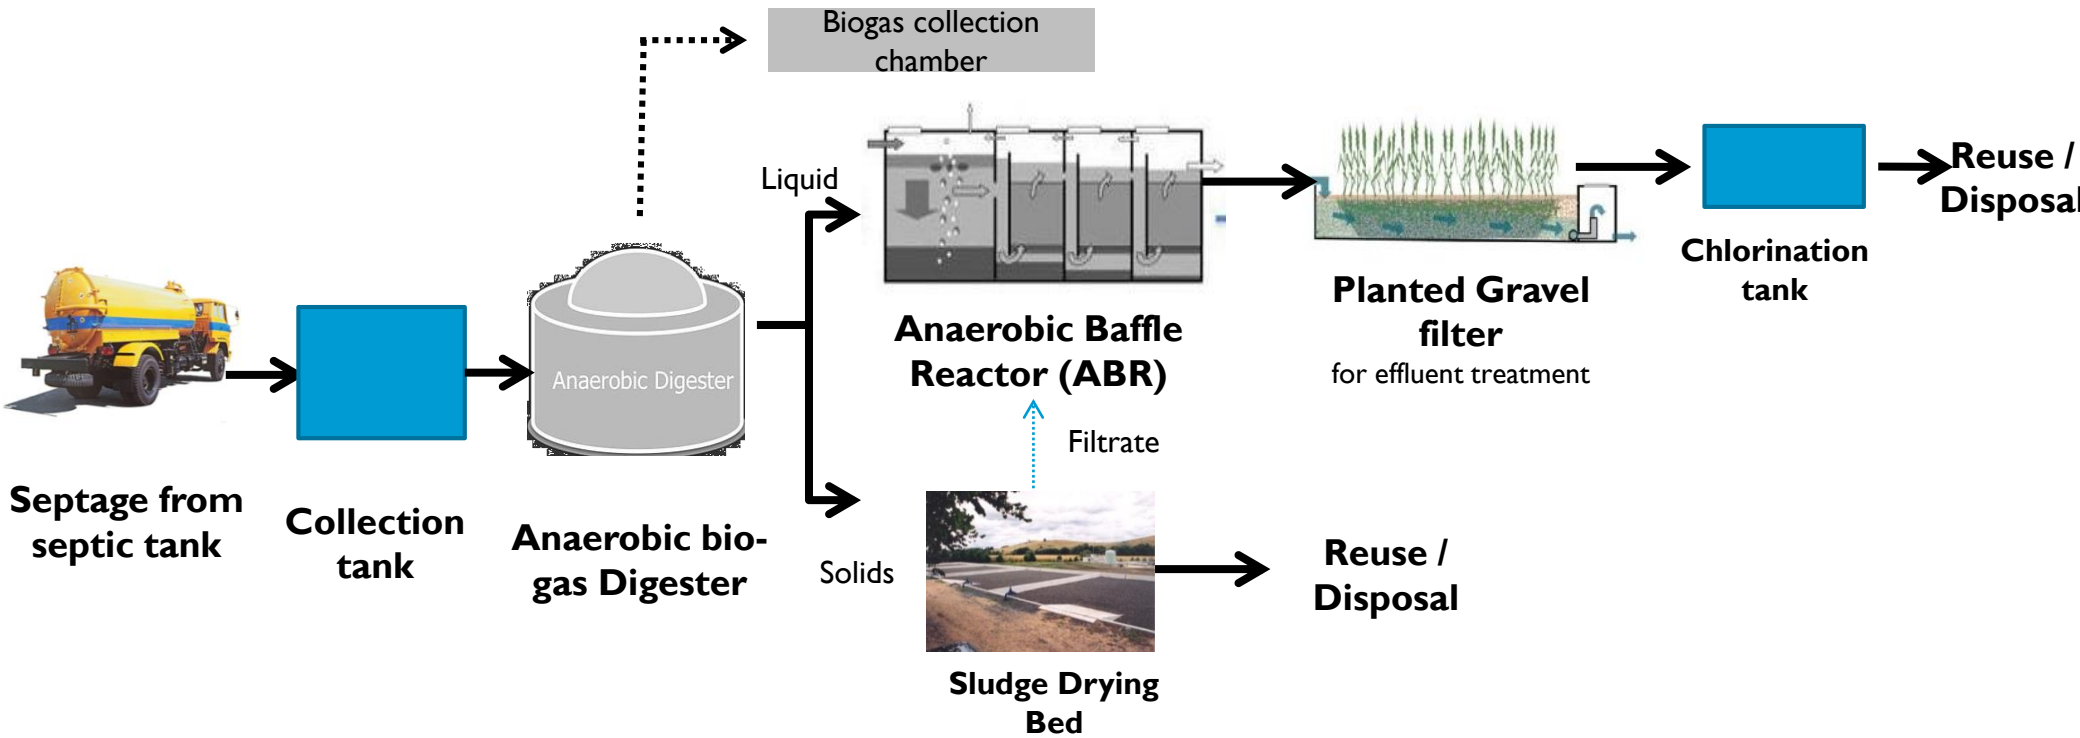 Biogas collection
chamber
Liquid
Reuse /
Disposal
Chlorination
tank
Planted Gravel
filter
for effluent treatment
Anaerobic Baffle
Reactor (ABR)
Anaerobic Digester
Filtrate
Septage from
septic tank
Collection
tank
Anaerobic bio-
gas Digester
Solids
Reuse /
Disposal
Sludge Drying
Bed